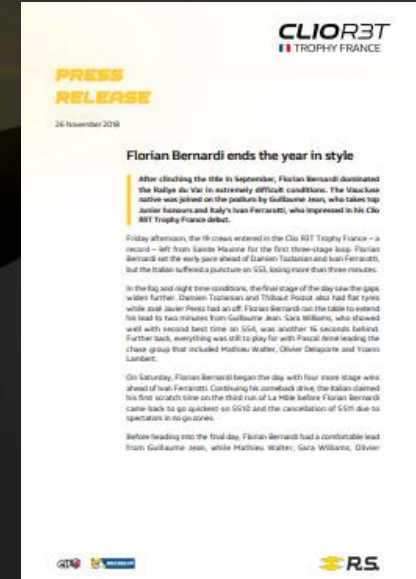 CLIO R3T
TROPHY FRANCE
PRESS
RELEASE
26 November 2018
Florian Bernardi ends the year in style
After clinching the title in September, Florian Bernardi dominated
the Rallye du Var in extremely difficult conditions. The Vaucluse
native was joined on the podium by Guillaume Jean, who takes top
Junior honours and Italy's Ivan Ferrarotti, who impressed in his Clio
R3T Trophy France debut.
Friday afternoon, the 19 crews entered in the Clio R3T Trophy France – a
record – left from Sainte Maxime for the first three-stage loop. Florian
Bernardi set the early pace ahead of Damien Tozlanian and Ivan Ferrarotti,
but the Italian suffered a puncture on SS3, losing more than three minutes.
In the fog and night time conditions, the final stage of the day saw the gaps
widen further. Damien Tozlanian and Thibaut Poizot also had flat tyres
while José Javier Perez had an off. Florian Bernardi ran the table to extend
his lead to two minutes from Guillaume Jean. Sara Williams, who showed
well with second best time on SS4, was another 16 seconds behind.
Further back, everything was still to play for with Pascal Aimé leading the
chase group that included Mathieu Walter, Olivier Delaporte and Yoann
Lambert.
On Saturday, Florian Bernardi began the day with four more stage wins
ahead of Ivan Ferrarotti. Continuing his comeback drive, the Italian claimed
his first scratch time on the third run of La Môle before Florian Bernardi
came back to go quickest on SS10 and the cancellation of SS11 due to
spectators in no go zones.
Before heading into the final day, Florian Bernardi had a comfortable lead
from Guillaume Jean, while Mathieu Walter, Sara Williams, Olivier
R.S.